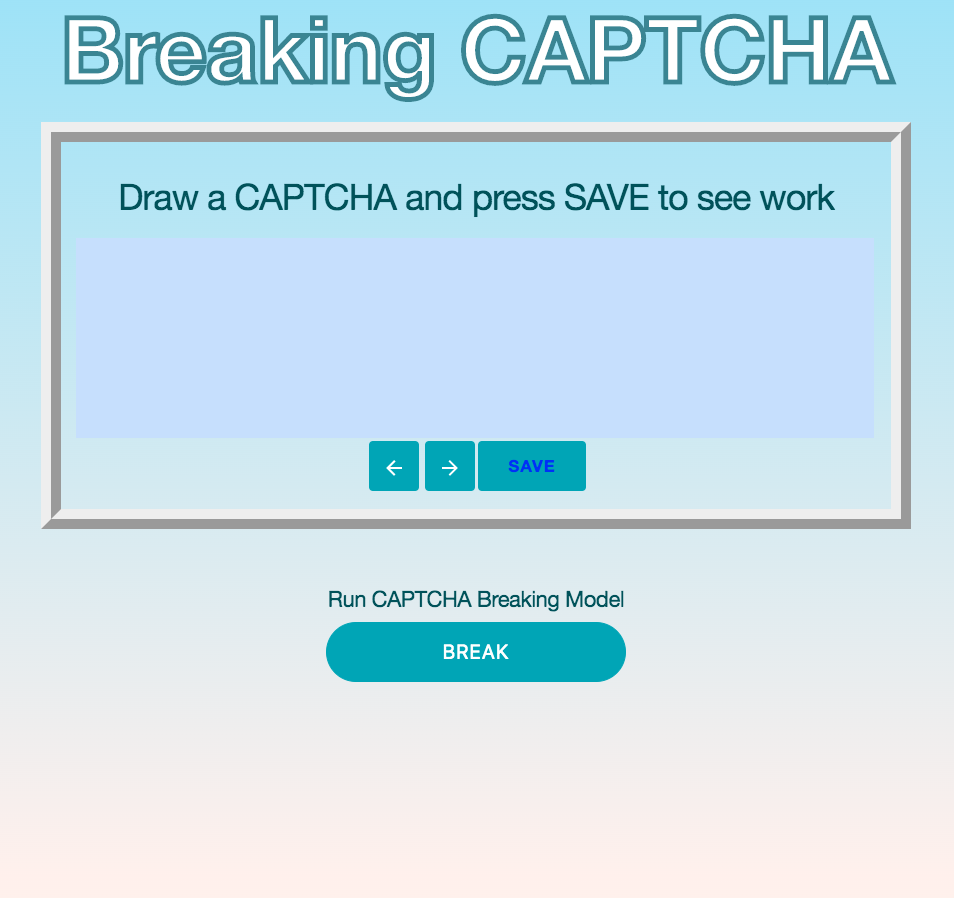 Breaking CAPTCHA
Draw a CAPTCHA and press SAVE to see work
SAVE
Run CAPTCHA Breaking Model
BREAK